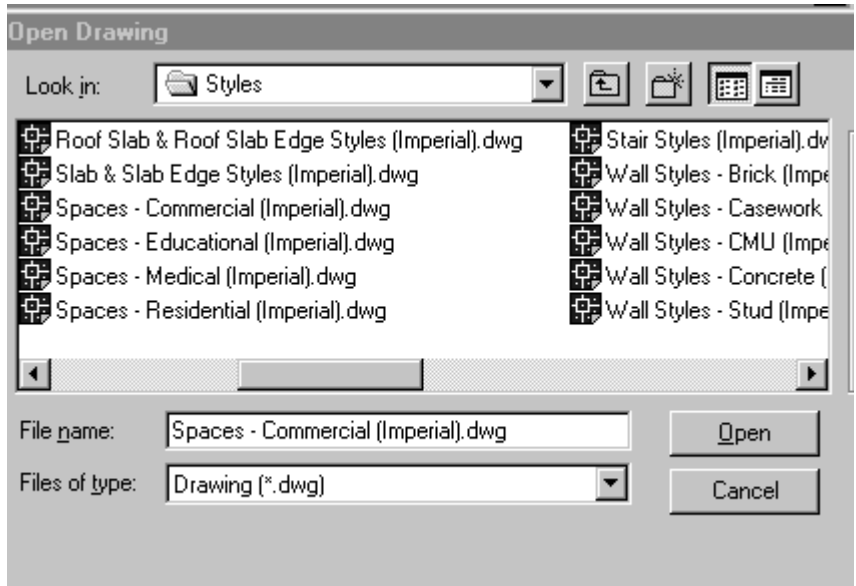 Open Drawing
Look in: Styles
Roof Slab & Roof Slab Edge Styles (Imperial).dwg
Slab & Slab Edge Styles (Imperial).dwg
Spaces - Commercial (Imperial).dwg
Spaces - Educational (Imperial).dwg
Spaces - Medical (Imperial).dwg
Spaces - Residential (Imperial).dwg
Stair Styles (Imperial).dw
Wall Styles - Brick (Impe
Wall Styles - Casework
Wall Styles - CMU (Impe
Wall Styles - Concrete (
Wall Styles - Stud (Impe
File name: Spaces - Commercial (Imperial).dwg Open
Files of type: Drawing (*.dwg) Cancel